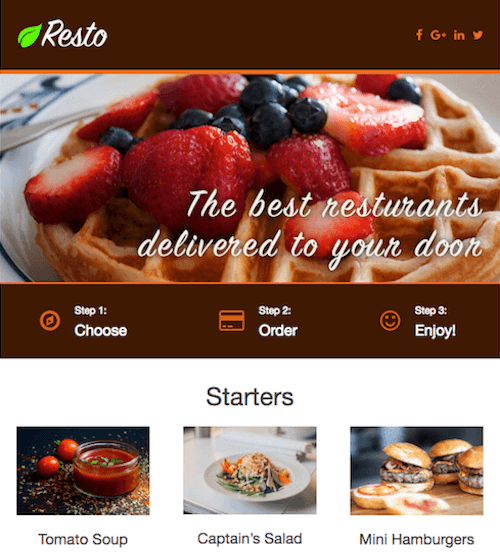 Resto
The best resturants
delivered to your door
Step 1:
Choose
Step 2:
Order
Step 3:
Enjoy!
Starters
Tomato Soup
Captain's Salad
Mini Hamburgers